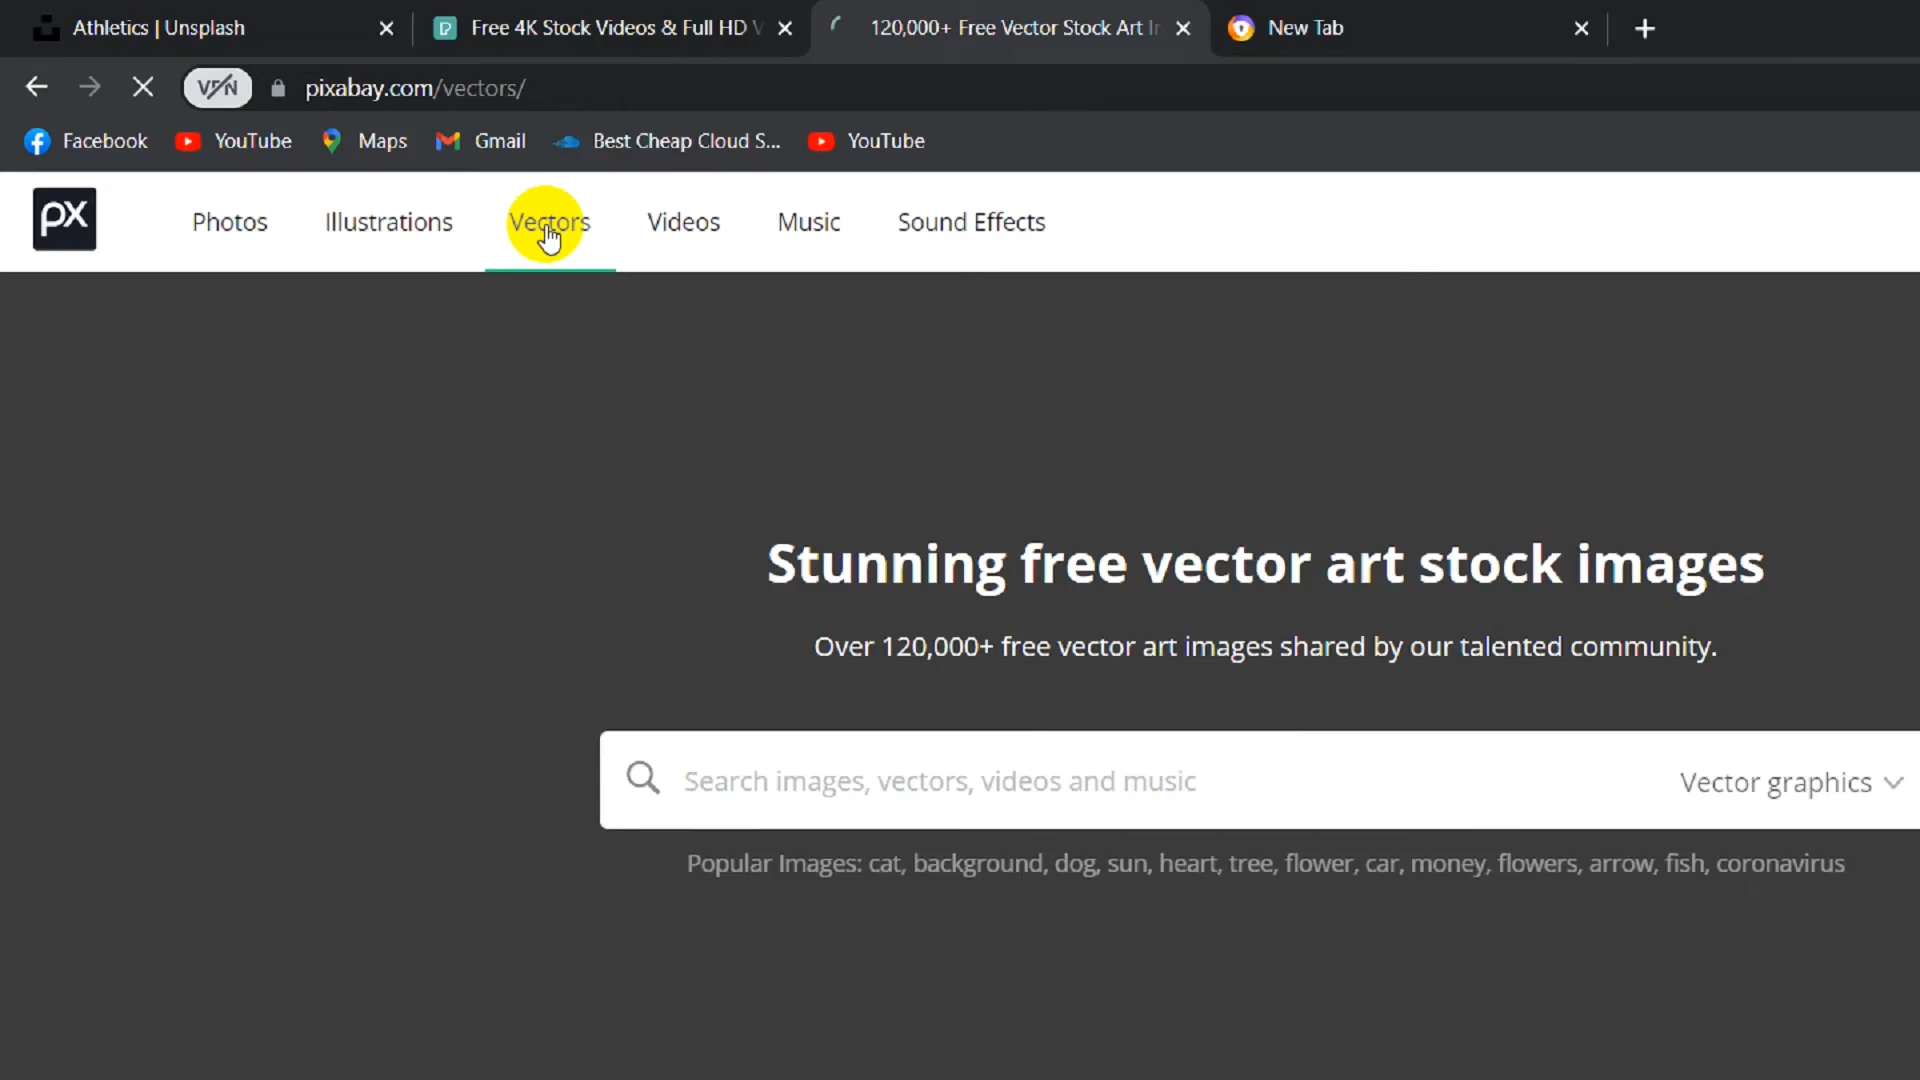 Athletics | Unsplash
Free 4K Stock Videos & Full HD V
120,000+ Free Vector Stock Art I
New Tab
VPN
pixabay.com/vectors/
Facebook
YouTube
Maps
Gmail
Best Cheap Cloud S...
YouTube
px
Photos
Illustrations
Vectors
Videos
Music
Sound Effects
Stunning free vector art stock images
Over 120,000+ free vector art images shared by our talented community.
Search images, vectors, videos and music
Vector graphics
Popular Images: cat, background, dog, sun, heart, tree, flower, car, money, flowers, arrow, fish, coronavirus